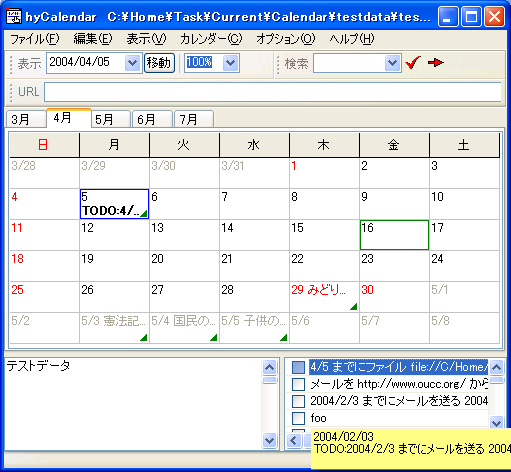 hyCalendar C:¥Home¥Task¥Current¥Calendar¥testdata¥tes...
ファイル(F) 編集(E) 表示(V) カレンダー(C) オプション(O) ヘルプ(H)
表示 2004/04/05 移動 100% 検索
URL
3月 4月 5月 6月 7月
日 月 火 水 木 金 土
3/28 3/29 3/30 3/31 1 2 3
4 5 6 7 8 9 10
TODO:4/...
11 12 13 14 15 16 17
18 19 20 21 22 23 24
25 26 27 28 29 みどり... 30 5/1
5/2 5/3 憲法記... 5/4 国民の... 5/5 子供の... 5/6 5/7 5/8
テストデータ
4/5 までにファイル file://C/Home/
メールを http://www.oucc.org/ から
2004/2/3 までにメールを送る 2004
foo
2004/02/03
TODO:2004/2/3 までにメールを送る 2004